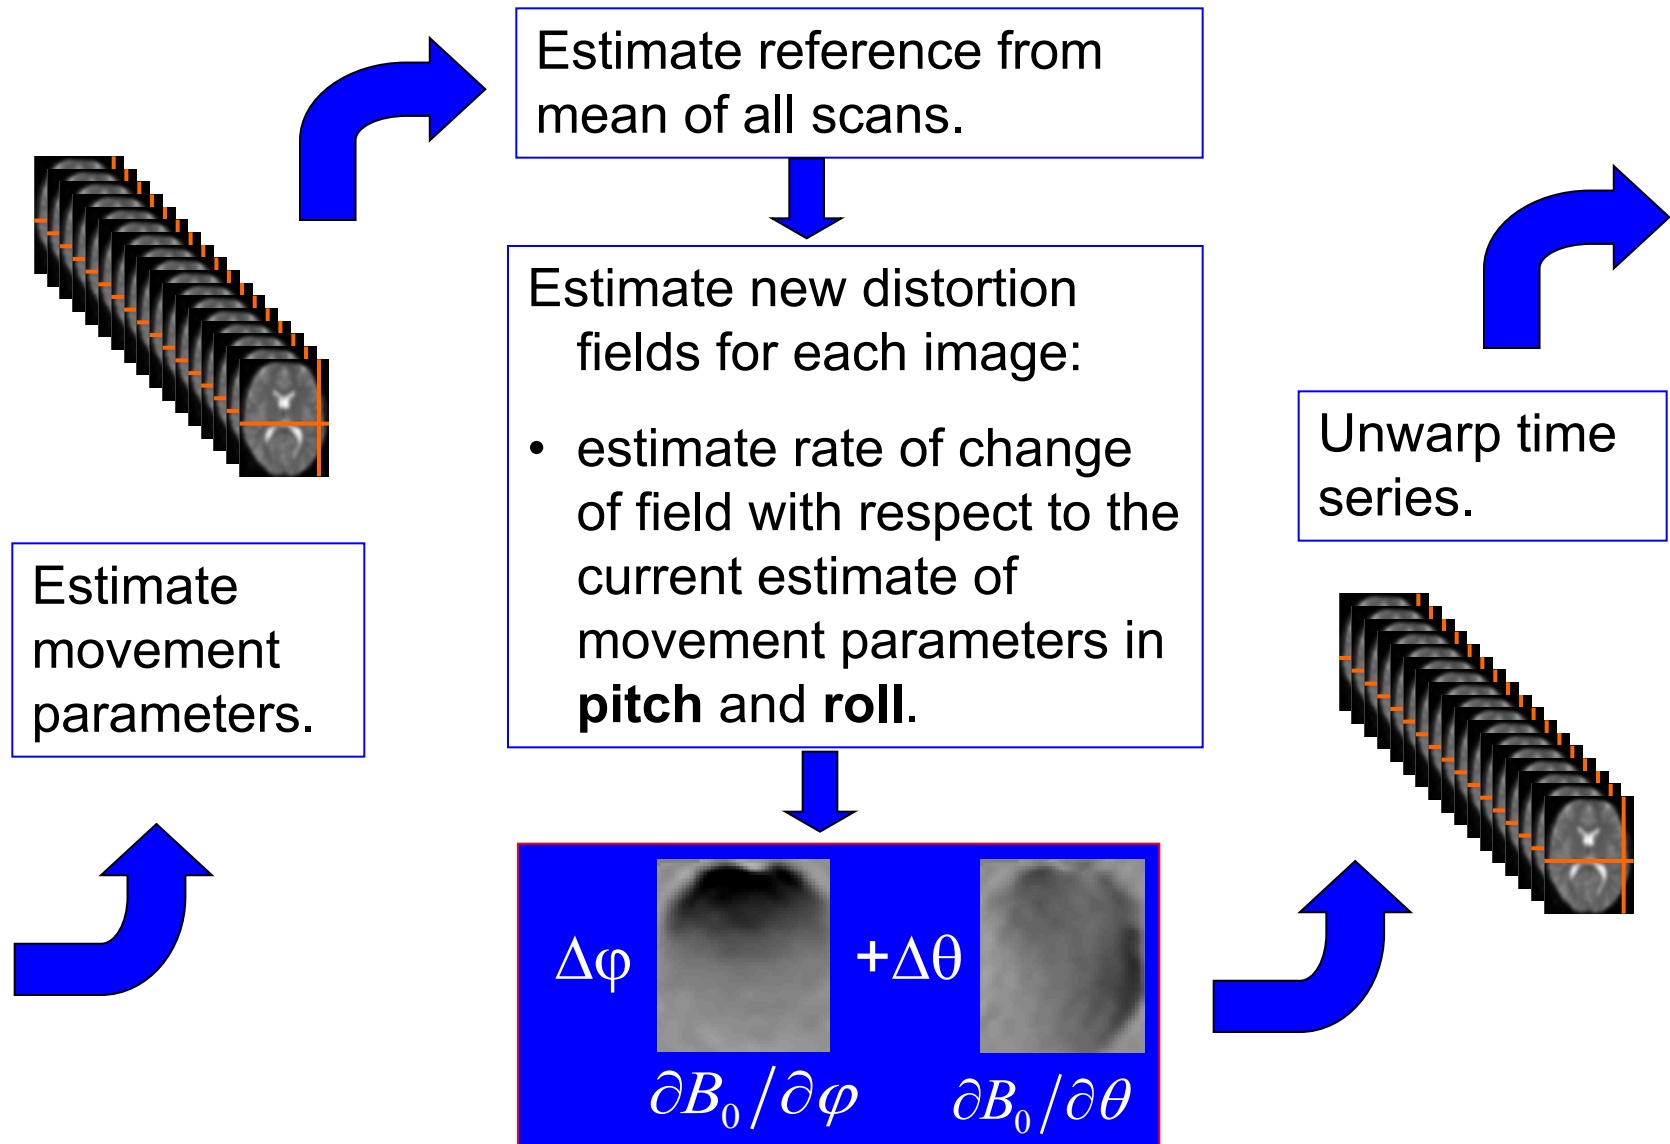 Estimate reference from
mean of all scans.
Estimate new distortion
fields for each image:
• estimate rate of change
of field with respect to the
current estimate of
movement parameters in
pitch and roll.
Estimate
movement
parameters.
Unwarp time
series.
Δφ +Δθ
∂B₀/∂φ ∂B₀/∂θ